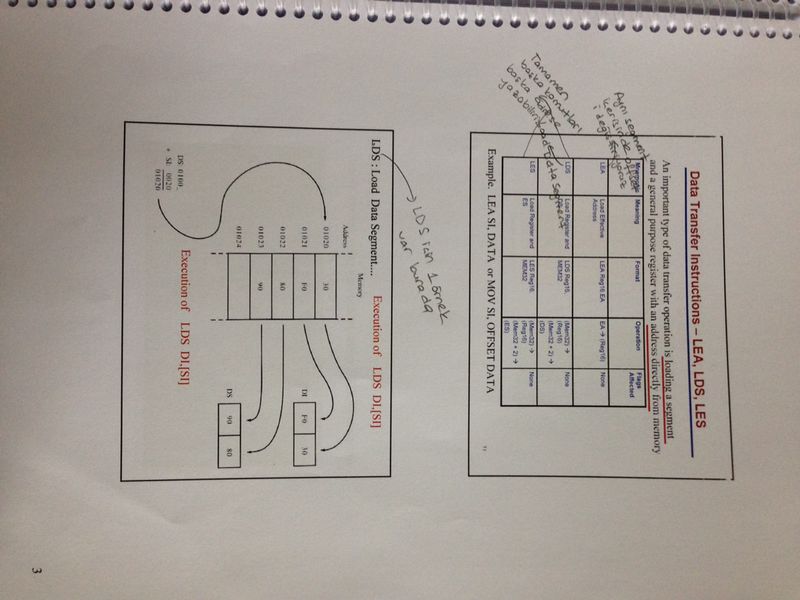 Data Transfer Instructions – LEA, LDS, LES
An important type of data transfer operation is loading a segment
and a general purpose register with an address directly from memory
Aynı segment
içerisinde offset
i değiştiriyoruz
Mnemonic Meaning Format Operation Flags Affected
LEA Load Effective Address LEA Reg16,EA EA → (Reg16) None
LDS Load Register and DS LDS Reg16, MEM32 (Mem32) → (Reg16) (Mem32 + 2) → (DS) None
LES Load Register and ES LES Reg16, MEM32 (Mem32) → (Reg16) (Mem32 + 2) → (ES) None
Tamamen
başka komutları
başka
yazabiliriz
data segment
Example. LEA SI, DATA or MOV SI, OFFSET DATA
LDS için 1 örnek
var burada
LDS : Load Data Segment....
Execution of LDS DI,[SI]
Address
Memory
01020 30
01021 F0
01022 80
01023 90
01024
DI
F0 30
DS
90 80
DS 0100_
+ SI: 0020
01020
Execution of LDS DI,[SI]
3